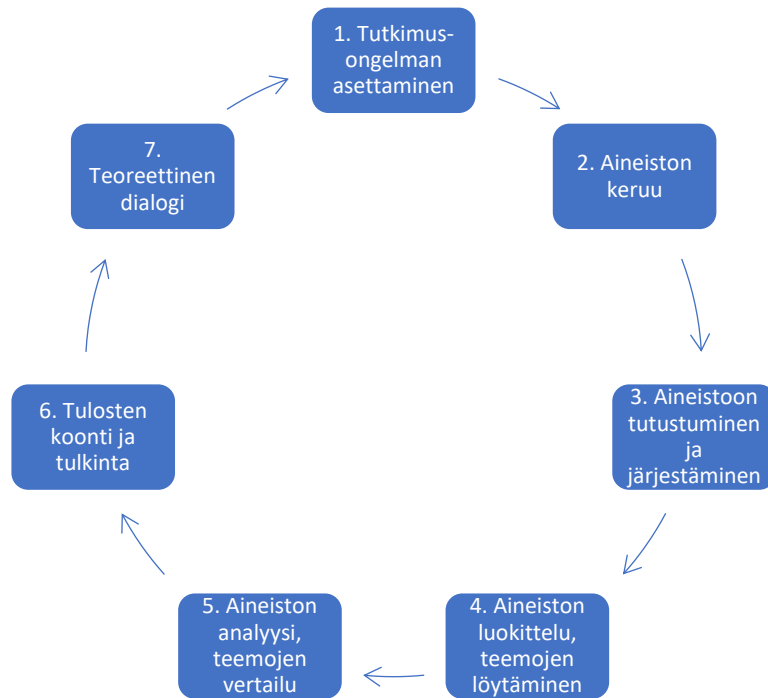 1. Tutkimus-
ongelman
asettaminen
2. Aineiston
keruu
3. Aineistoon
tutustuminen
ja
järjestäminen
4. Aineiston
luokittelu,
teemojen
löytäminen
5. Aineiston
analyysi,
teemojen
vertailu
6. Tulosten
koonti ja
tulkinta
7.
Teoreettinen
dialogi